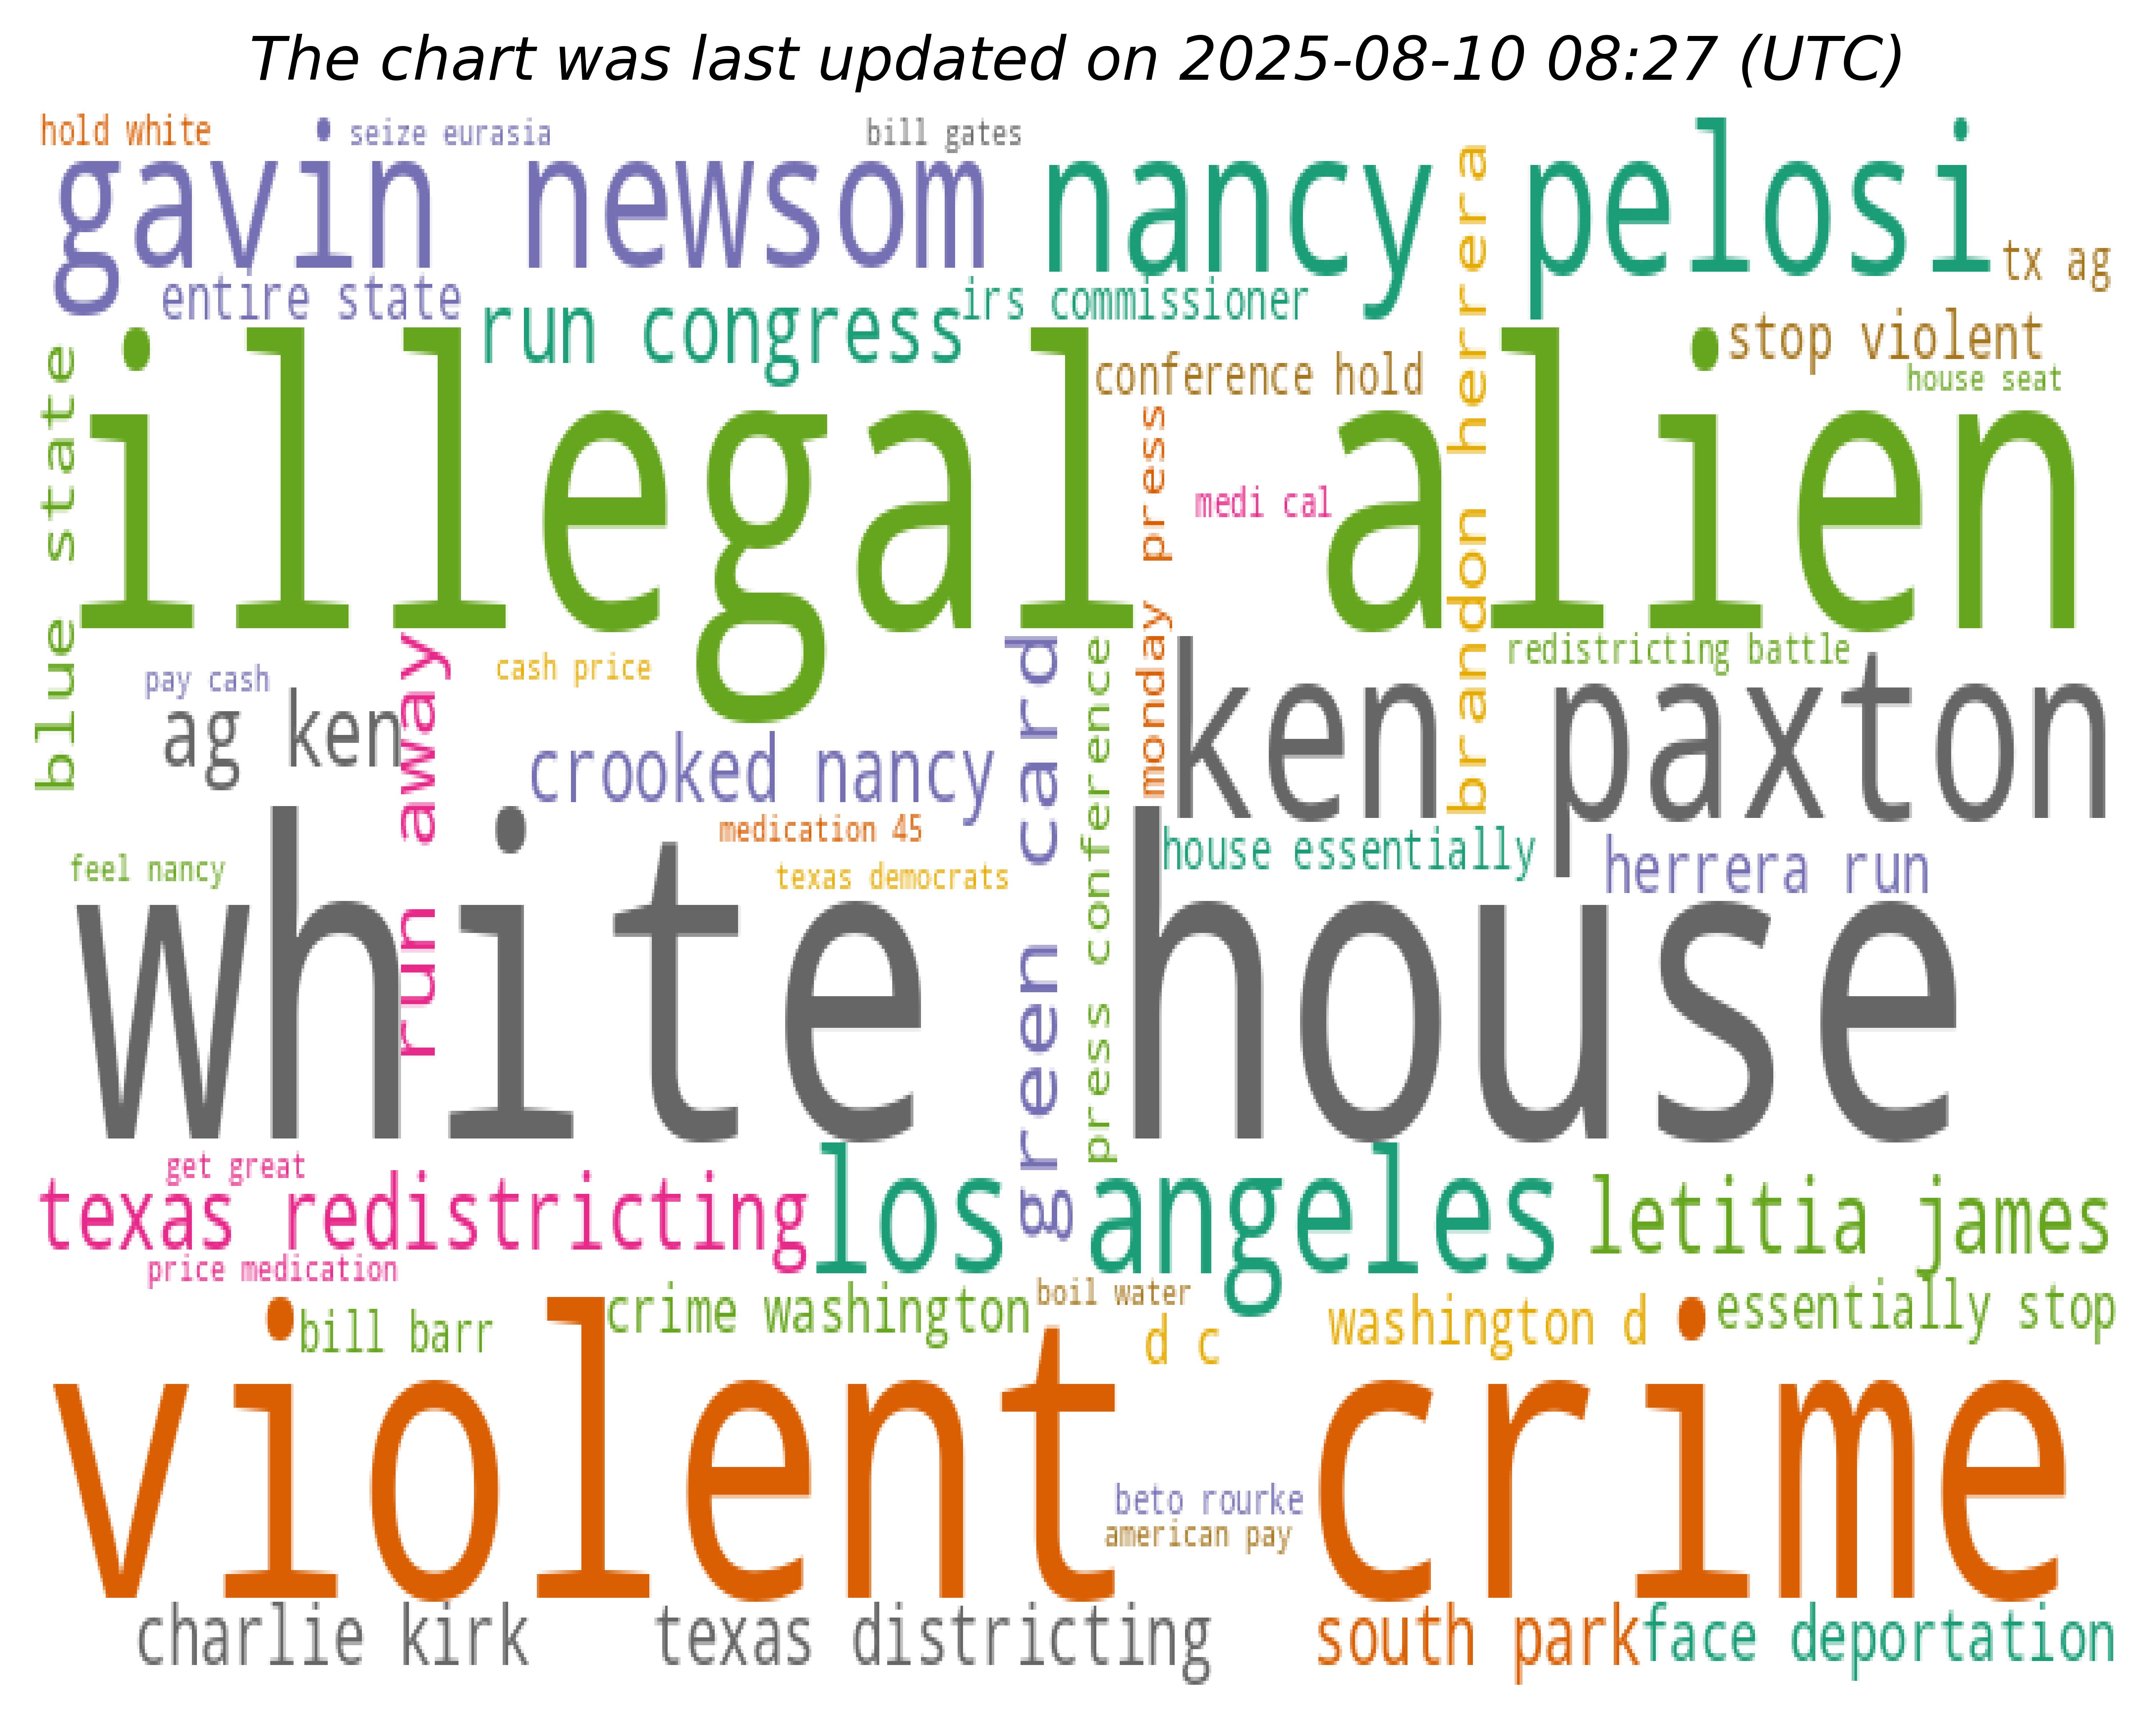 The chart was last updated on 2025-08-10 08:27 (UTC)
hold white
seize eurasia
bill gates
gavin newsom
nancy pelosi
brandon herrera
tx ag
entire state
run congress
irs commissioner
stop violent
conference hold
house seat
blue state
illegal alien
monday press
medi cal
run away
pay cash
cash price
green card
press conference
redistricting battle
ag ken
crooked nancy
ken paxton
medication 45
house essentially
herrera run
feel nancy
texas democrats
white house
get great
texas redistricting
los angeles
letitia james
price medication
boil water
bill barr
crime washington
d c
washington d
essentially stop
violent crime
beto rourke
american pay
charlie kirk
texas districting
south park
face deportation